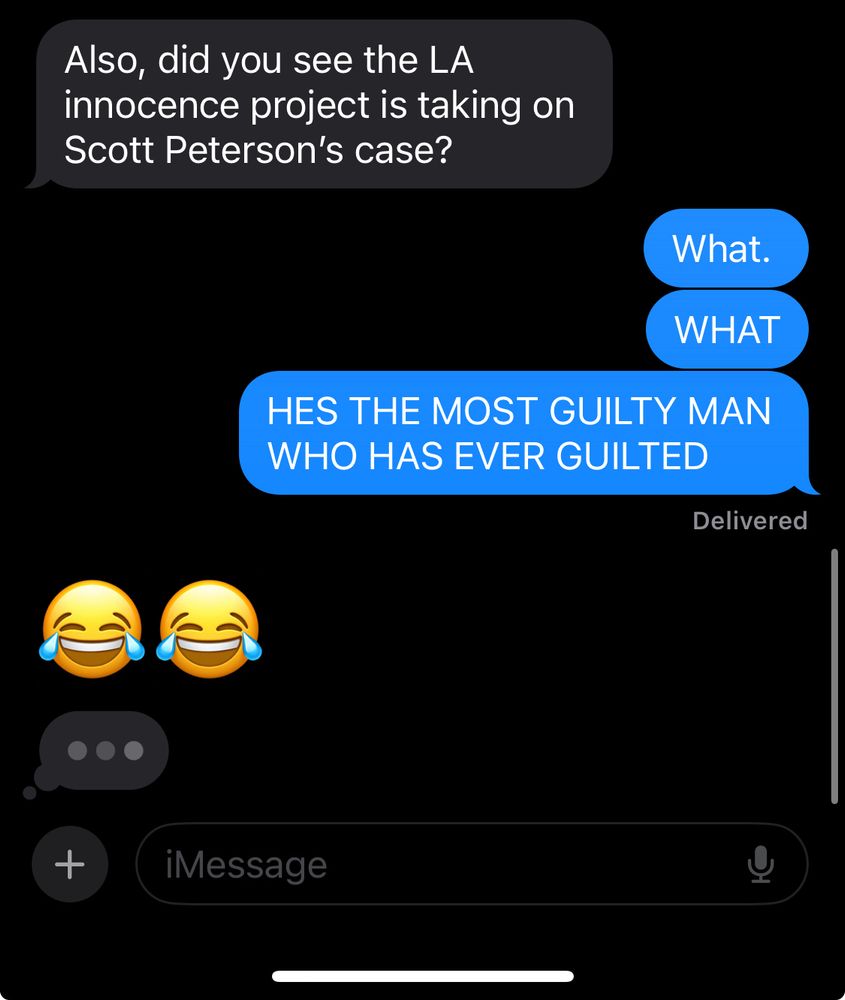 Also, did you see the LA
innocence project is taking on
Scott Peterson’s case?
What.
WHAT
HES THE MOST GUILTY MAN
WHO HAS EVER GUILTED
Delivered
😂😂
iMessage